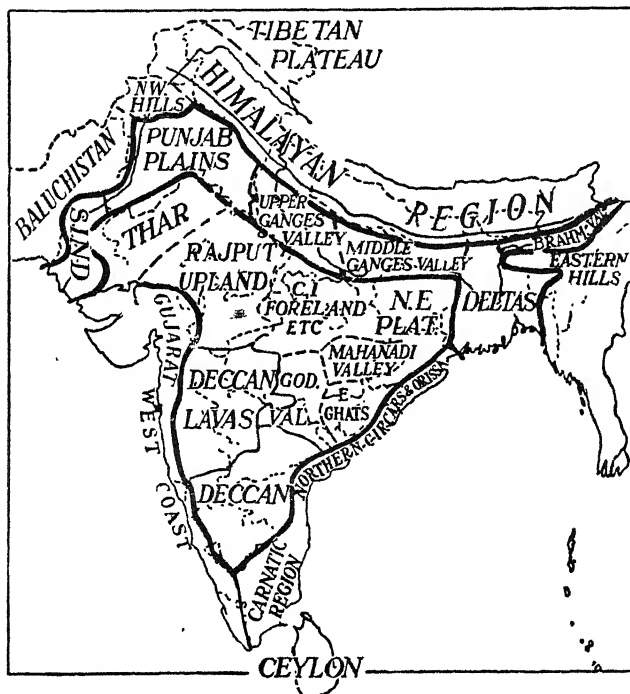 TIBETAN
PLATEAU
N.W.
HILLS
HIMALAYAN
REGION
PUNJAB
PLAINS
BALUCHISTAN
SIND
THAR
UPPER
GANGES
VALLEY
MIDDLE
GANGES-VALLEY
BRAHM. VAL.
EASTERN
HILLS
RAJPUT
UPLAND
C.I
FORELAND
ETC
N.E
PLAT.
DELTAS
GUJARAT
MAHANADI
VALLEY
DECCAN
LAVAS
GOD.
VAL.
E
GHATS
NORTHERN-CIRCARS & ORISSA
WEST COAST
DECCAN
CARNATIC
REGION
CEYLON